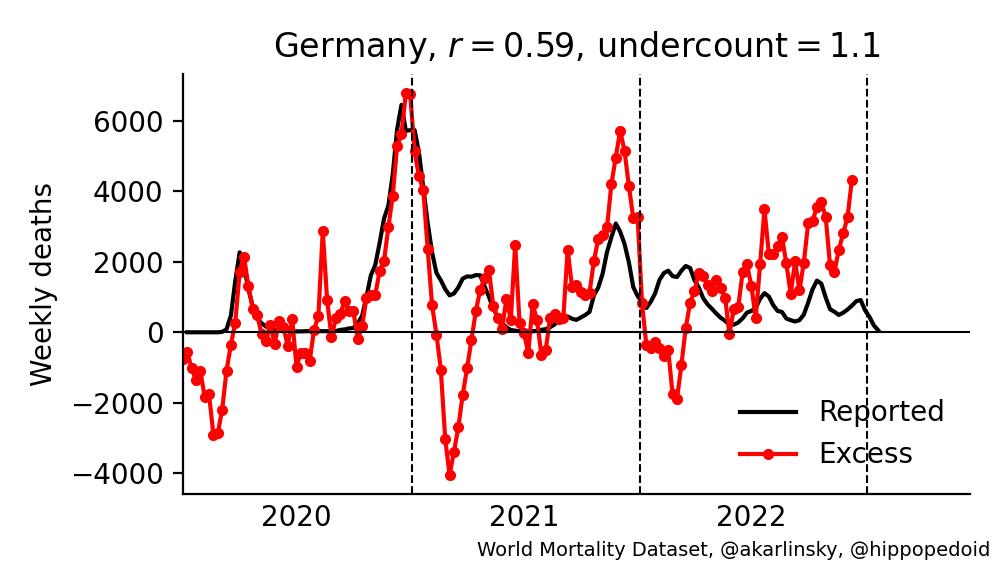 Germany, r = 0.59, undercount = 1.1
Weekly deaths
6000
4000
2000
0
−2000
−4000
Reported
Excess
2020 2021 2022
World Mortality Dataset, @akarlinsky, @hippopedoid